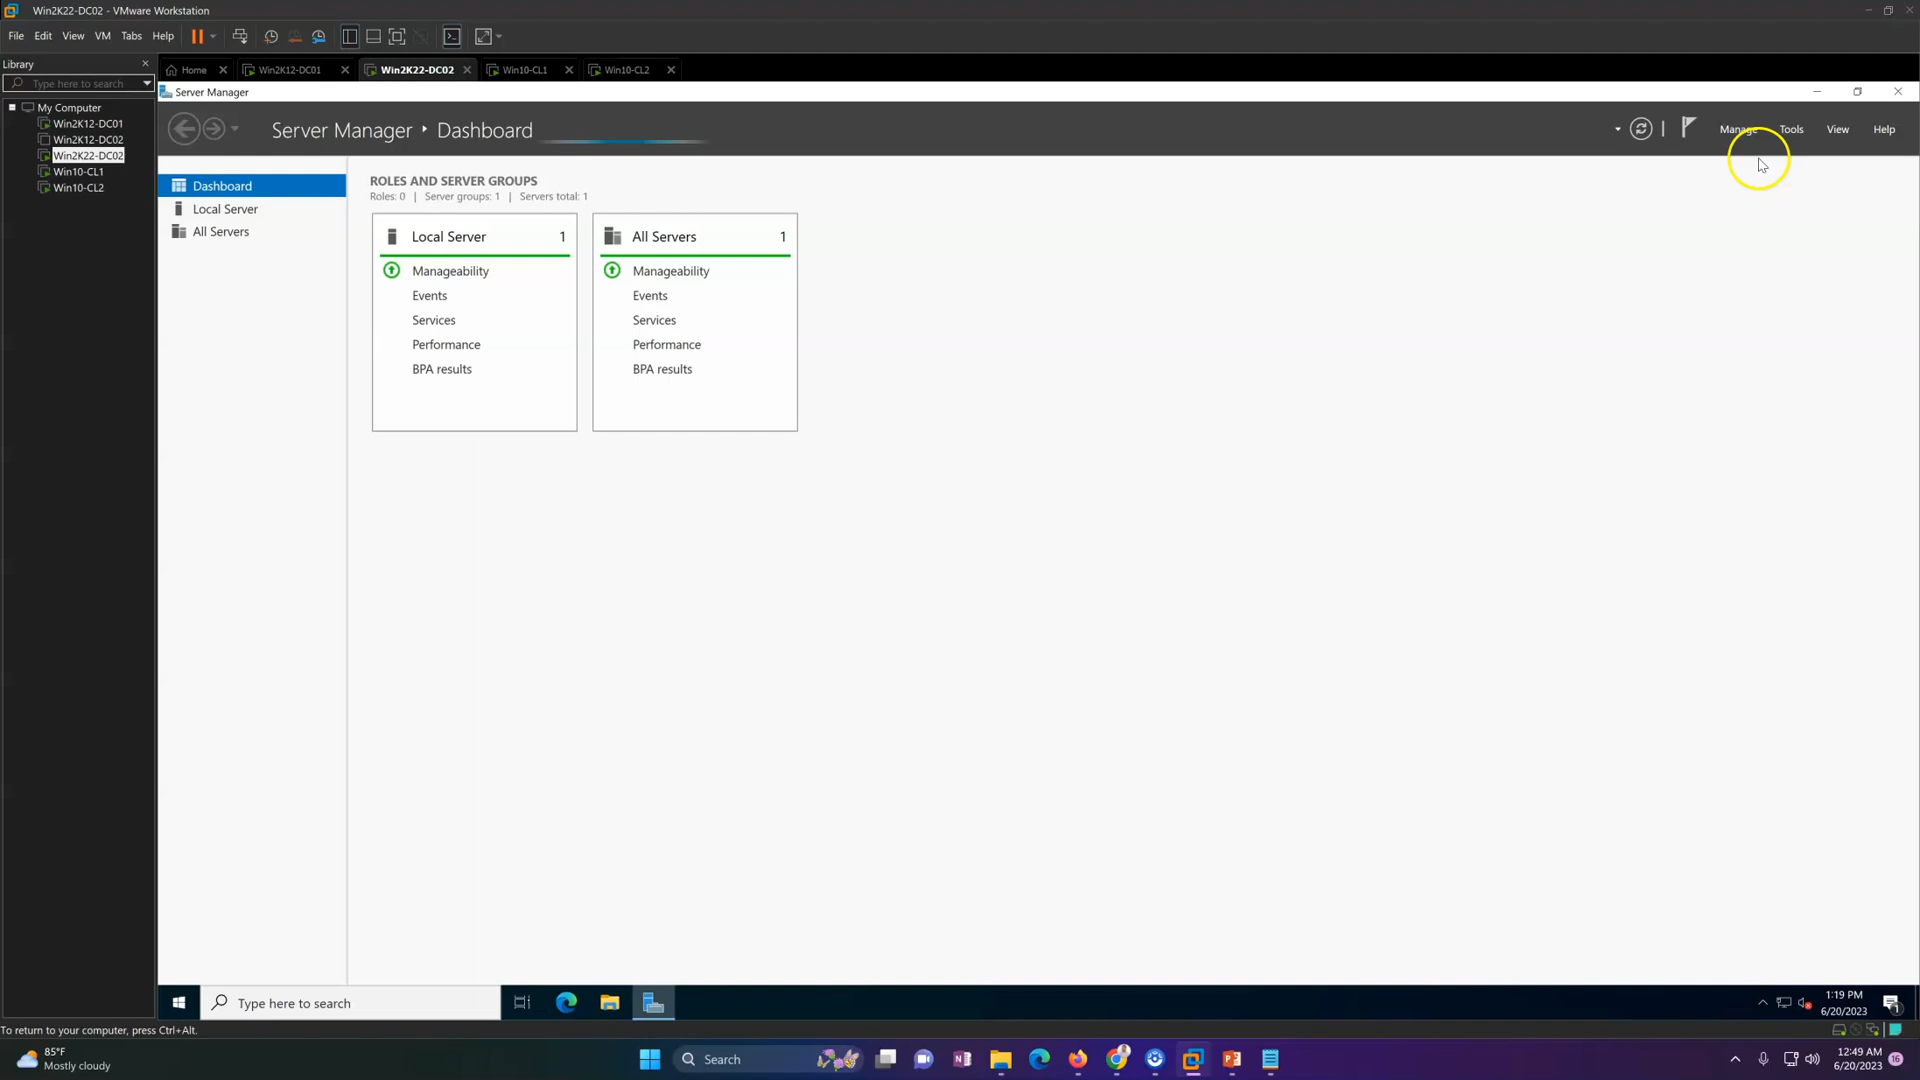 Win2K22-DC02 - VMware Workstation
File Edit View VM Tabs Help
Library
Type here to search
My Computer
Win2K12-DC01
Win2K12-DC02
Win2K22-DC02
Win10-CL1
Win10-CL2
Home Win2K12-DC01 Win2K22-DC02 Win10-CL1 Win10-CL2
Server Manager
Server Manager Dashboard
Manage Tools View Help
Dashboard
Local Server
All Servers
ROLES AND SERVER GROUPS
Roles: 0 | Server groups: 1 | Servers total: 1
Local Server 1
Manageability
Events
Services
Performance
BPA results
All Servers 1
Manageability
Events
Services
Performance
BPA results
Type here to search
1:19 PM
6/20/2023
1
To return to your computer, press Ctrl+Alt.
85°F
Mostly cloudy
Search
12:49 AM
6/20/2023
16